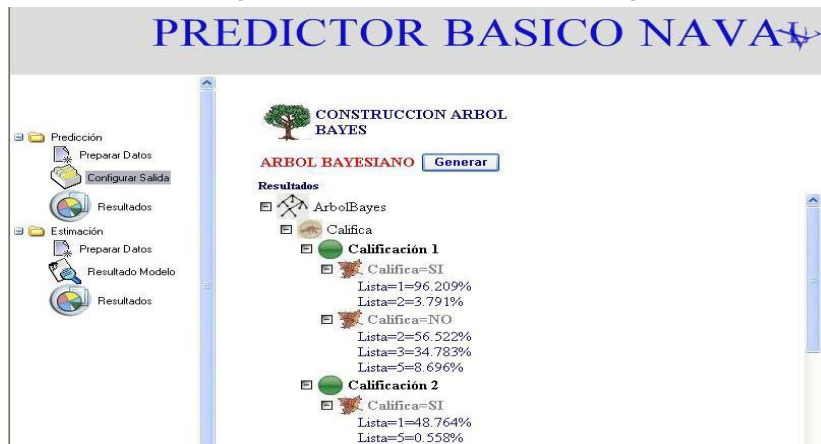 PREDICTOR BASICO NAVAL
Predicción
Preparar Datos
Configurar Salida
Resultados
Estimación
Preparar Datos
Resultado Modelo
Resultados
CONSTRUCCION ARBOL
BAYES
ARBOL BAYESIANO Generar
Resultados
ArbolBayes
Califica
Calificación 1
Califica=SI
Lista=1=96.209%
Lista=2=3.791%
Califica=NO
Lista=2=56.522%
Lista=3=34.783%
Lista=5=8.696%
Calificación 2
Califica=SI
Lista=1=48.764%
Lista=5=0.558%